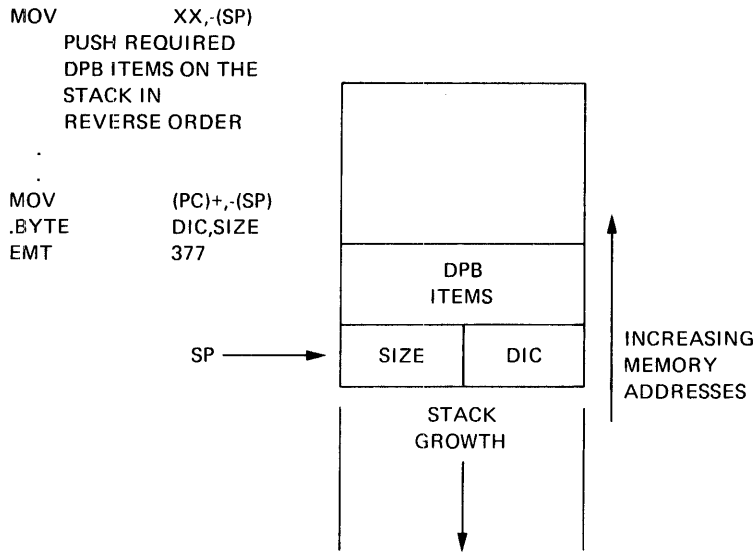 MOV XX,-(SP)
PUSH REQUIRED
DPB ITEMS ON THE
STACK IN
REVERSE ORDER
.
.
MOV (PC)+,-(SP)
.BYTE DIC,SIZE
EMT 377
DPB
ITEMS
SP
SIZE
DIC
INCREASING
MEMORY
ADDRESSES
STACK
GROWTH